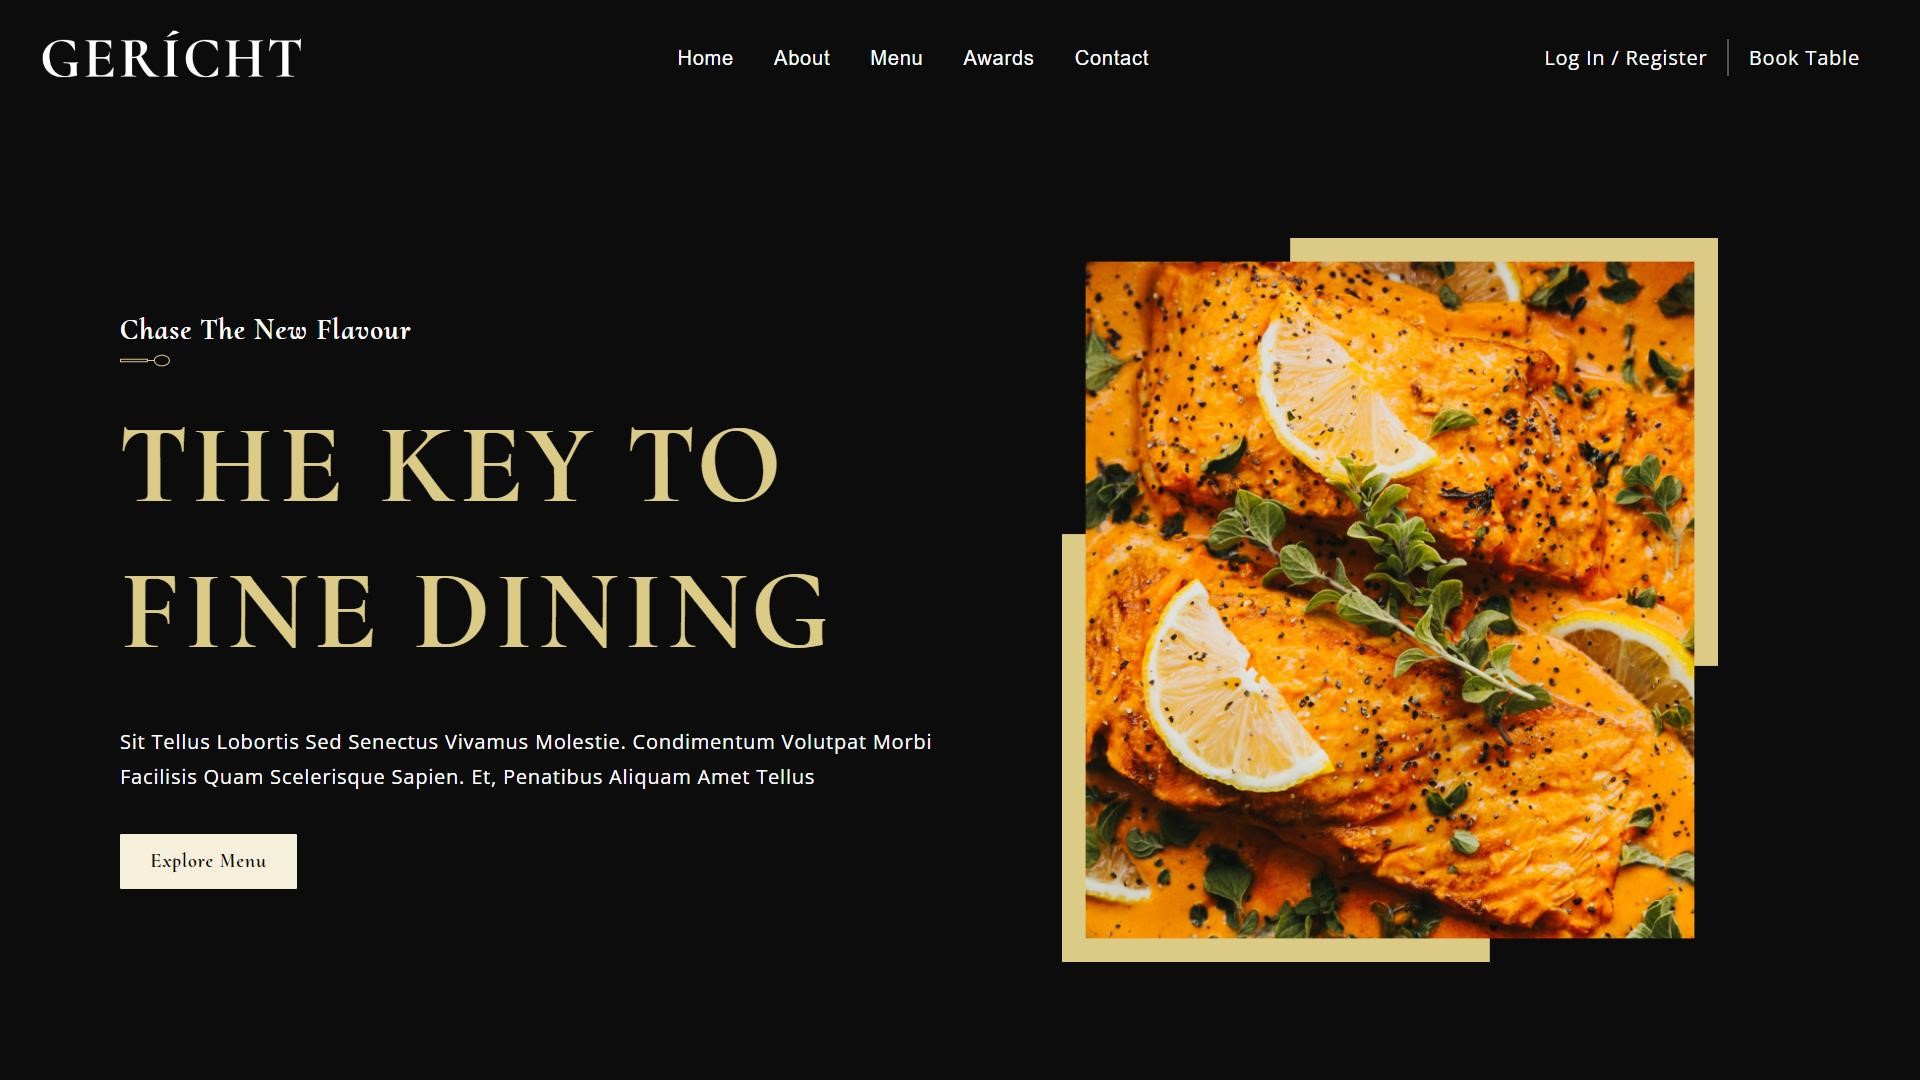 GERÍCHT
Home About Menu Awards Contact
Log In / Register Book Table
Chase The New Flavour
THE KEY TO
FINE DINING
Sit Tellus Lobortis Sed Senectus Vivamus Molestie. Condimentum Volutpat Morbi
Facilisis Quam Scelerisque Sapien. Et, Penatibus Aliquam Amet Tellus
Explore Menu